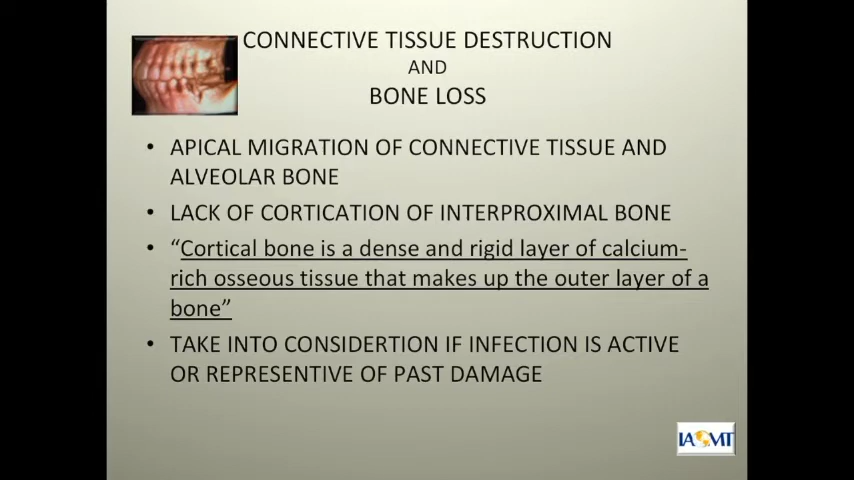 CONNECTIVE TISSUE DESTRUCTION
AND
BONE LOSS
• APICAL MIGRATION OF CONNECTIVE TISSUE AND
ALVEOLAR BONE
• LACK OF CORTICATION OF INTERPROXIMAL BONE
• “Cortical bone is a dense and rigid layer of calcium-
rich osseous tissue that makes up the outer layer of a
bone”
• TAKE INTO CONSIDERTION IF INFECTION IS ACTIVE
OR REPRESENTIVE OF PAST DAMAGE
IAOMT